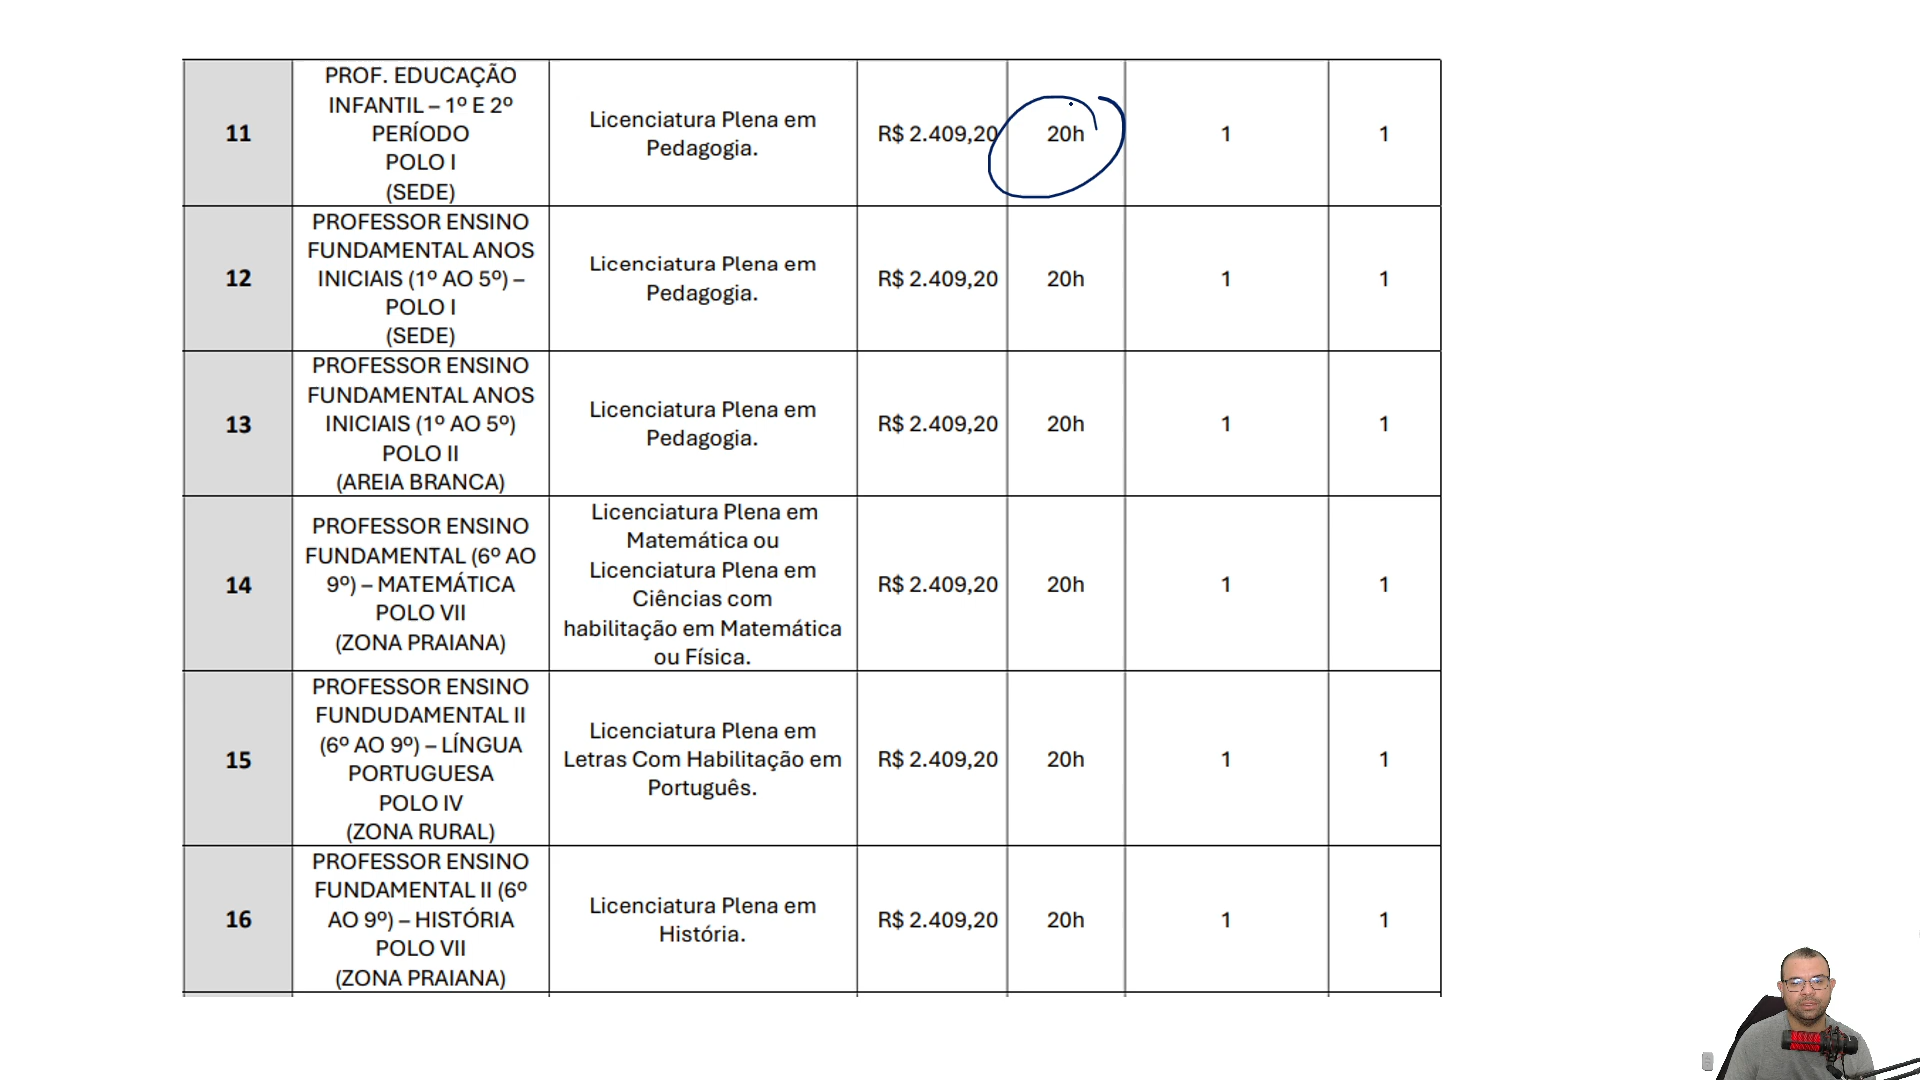 11
PROF. EDUCAÇÃO
INFANTIL – 1º E 2º
PERÍODO
POLO I
(SEDE)
Licenciatura Plena em
Pedagogia.
R$ 2.409,20
20h
1
1
12
PROFESSOR ENSINO
FUNDAMENTAL ANOS
INICIAIS (1º AO 5º) –
POLO I
(SEDE)
Licenciatura Plena em
Pedagogia.
R$ 2.409,20
20h
1
1
13
PROFESSOR ENSINO
FUNDAMENTAL ANOS
INICIAIS (1º AO 5º)
POLO II
(AREIA BRANCA)
Licenciatura Plena em
Pedagogia.
R$ 2.409,20
20h
1
1
14
PROFESSOR ENSINO
FUNDAMENTAL (6º AO
9º) – MATEMÁTICA
POLO VII
(ZONA PRAIANA)
Licenciatura Plena em
Matemática ou
Licenciatura Plena em
Ciências com
habilitação em Matemática
ou Física.
R$ 2.409,20
20h
1
1
15
PROFESSOR ENSINO
FUNDUDAMENTAL II
(6º AO 9º) – LÍNGUA
PORTUGUESA
POLO IV
(ZONA RURAL)
Licenciatura Plena em
Letras Com Habilitação em
Português.
R$ 2.409,20
20h
1
1
16
PROFESSOR ENSINO
FUNDAMENTAL II (6º
AO 9º) – HISTÓRIA
POLO VII
(ZONA PRAIANA)
Licenciatura Plena em
História.
R$ 2.409,20
20h
1
1